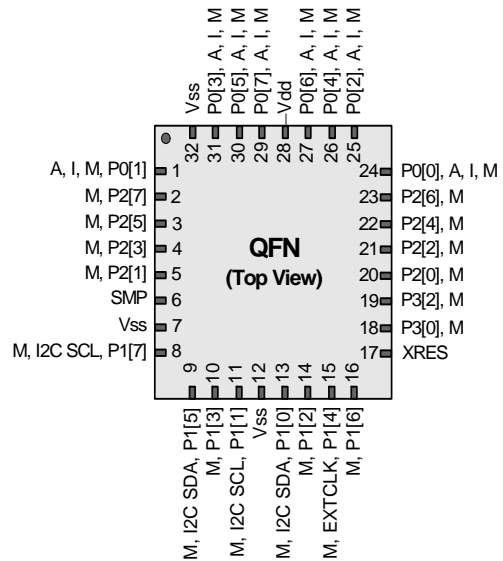 Vss
P0[3], A, I, M
P0[5], A, I, M
P0[7], A, I, M
Vdd
P0[6], A, I, M
P0[4], A, I, M
P0[2], A, I, M
32
31
30
29
28
27
26
25
A, I, M, P0[1] 1
M, P2[7] 2
M, P2[5] 3
M, P2[3] 4
M, P2[1] 5
SMP 6
Vss 7
M, I2C SCL, P1[7] 8
QFN
(Top View)
24 P0[0], A, I, M
23 P2[6], M
22 P2[4], M
21 P2[2], M
20 P2[0], M
19 P3[2], M
18 P3[0], M
17 XRES
9
10
11
12
13
14
15
16
M, I2C SDA, P1[5]
M, P1[3]
M, I2C SCL, P1[1]
Vss
M, I2C SDA, P1[0]
M, P1[2]
M, EXTCLK, P1[4]
M, P1[6]